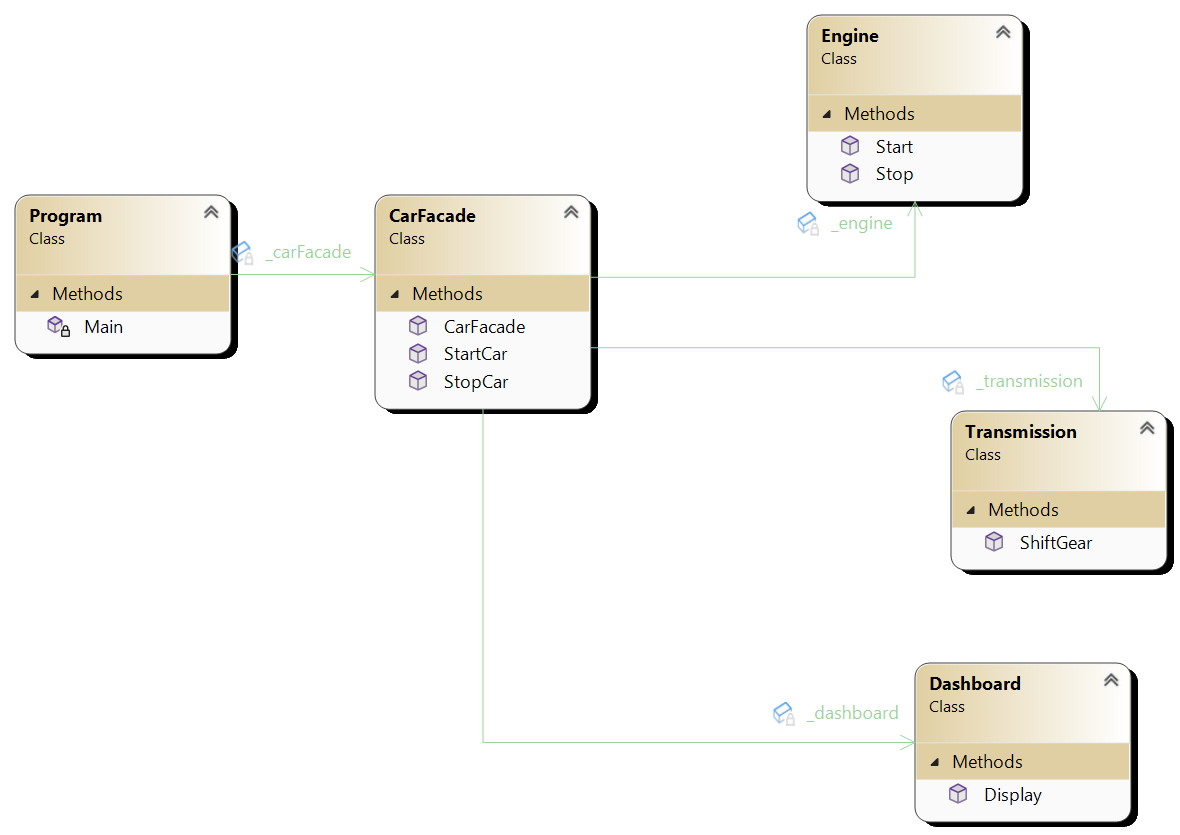 Program
Class
Methods
Main
_carFacade
CarFacade
Class
Methods
CarFacade
StartCar
StopCar
Engine
Class
Methods
Start
Stop
_engine
_transmission
Transmission
Class
Methods
ShiftGear
_dashboard
Dashboard
Class
Methods
Display